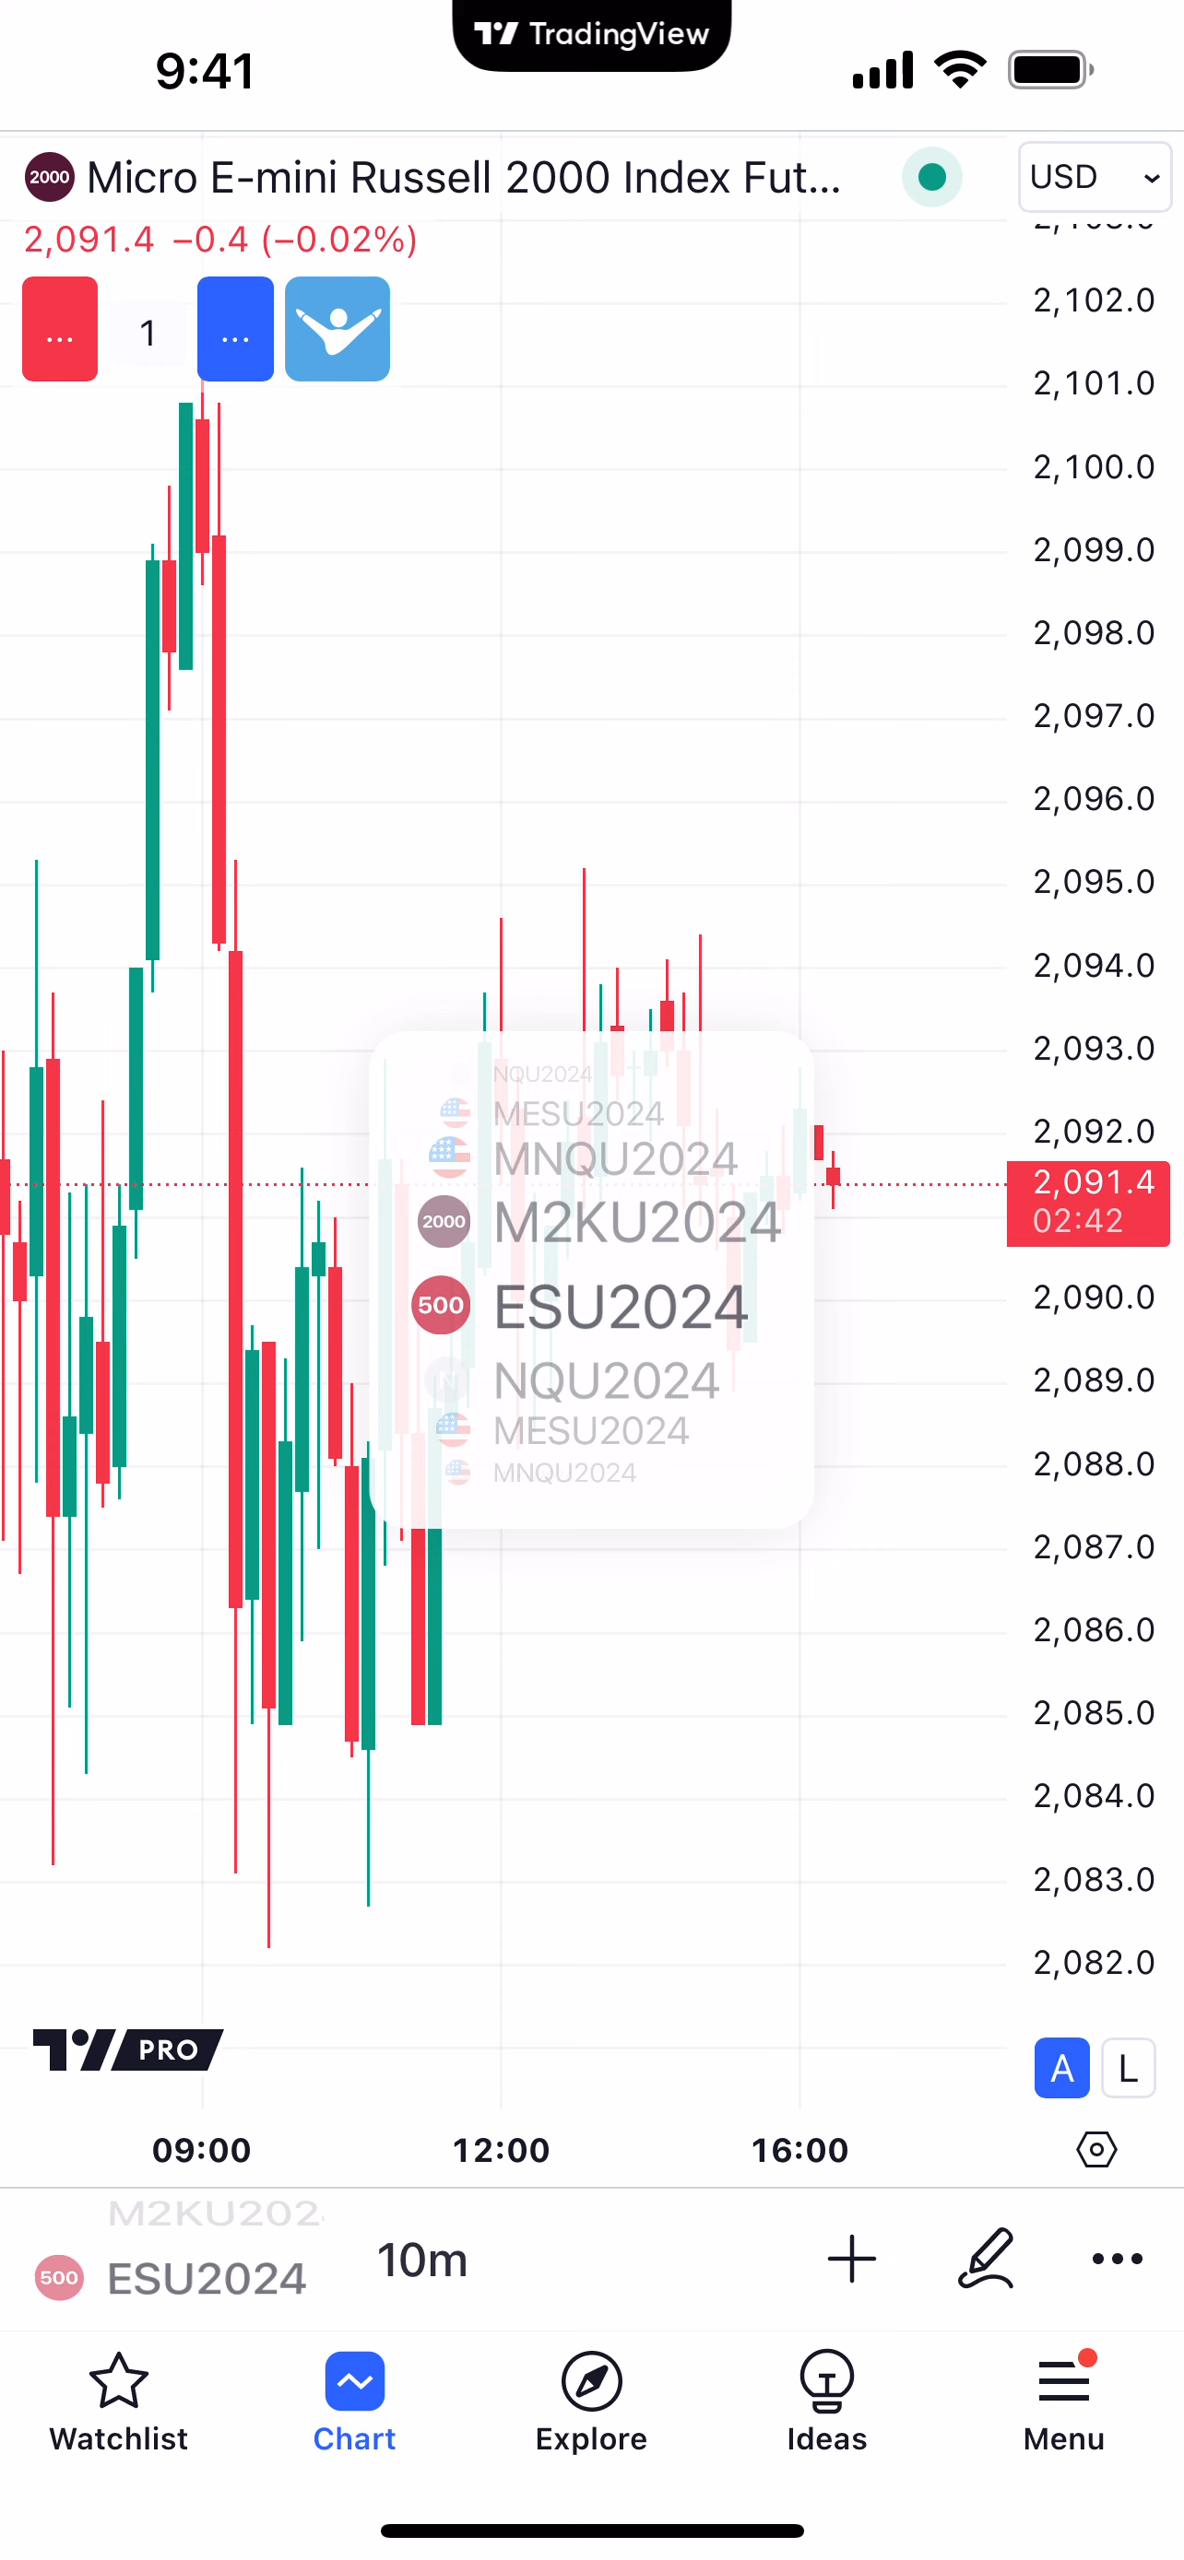 TradingView
9:41
2000 Micro E-mini Russell 2000 Index Fut...
USD
2,091.4 −0.4 (−0.02%)
... 1 ...
2,102.0
2,101.0
2,100.0
2,099.0
2,098.0
2,097.0
2,096.0
2,095.0
2,094.0
2,093.0
2,092.0
2,091.4
02:42
2,090.0
2,089.0
2,088.0
2,087.0
2,086.0
2,085.0
2,084.0
2,083.0
2,082.0
NQU2024
MESU2024
MNQU2024
2000 M2KU2024
500 ESU2024
N NQU2024
MESU2024
MNQU2024
PRO
A L
09:00 12:00 16:00
500 ESU2024
10m
Watchlist Chart Explore Ideas Menu